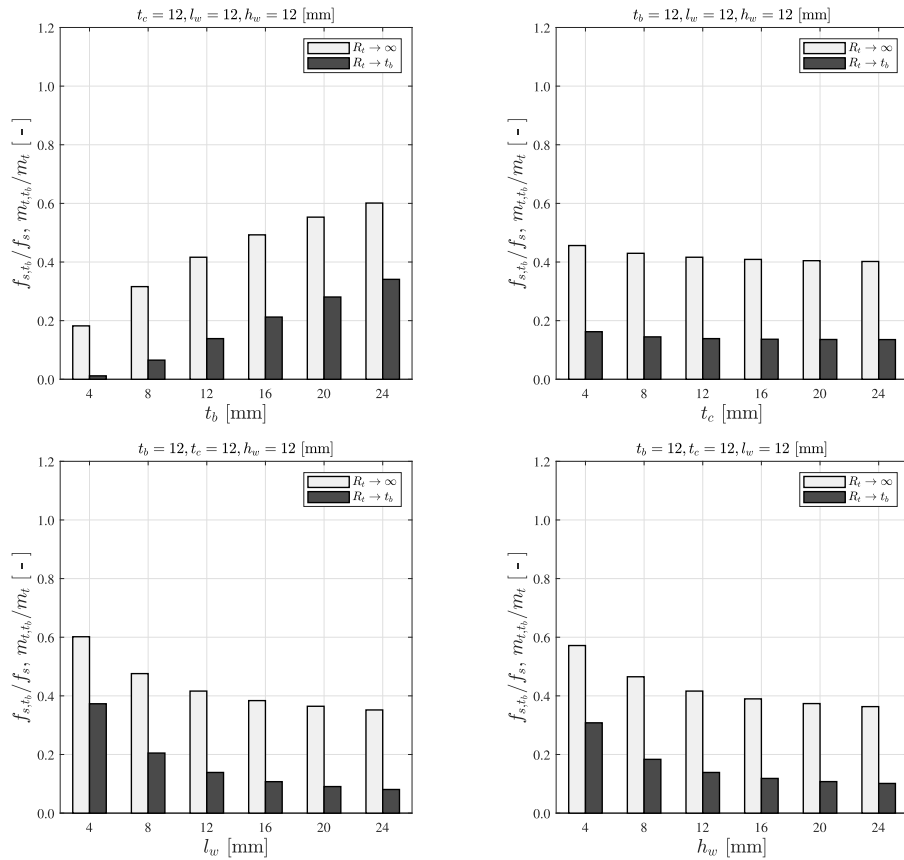 t_c = 12, l_w = 12, h_w = 12 [mm]
R_t → ∞
R_t → t_b
1.2
1.0
0.8
0.6
0.4
0.2
0.0
f_{s,t_b}/f_s, m_{t,t_b}/m_t [ - ]
4 8 12 16 20 24
t_b [mm]
t_b = 12, l_w = 12, h_w = 12 [mm]
R_t → ∞
R_t → t_b
1.2
1.0
0.8
0.6
0.4
0.2
0.0
f_{s,t_b}/f_s, m_{t,t_b}/m_t [ - ]
4 8 12 16 20 24
t_c [mm]
t_b = 12, t_c = 12, h_w = 12 [mm]
R_t → ∞
R_t → t_b
1.2
1.0
0.8
0.6
0.4
0.2
0.0
f_{s,t_b}/f_s, m_{t,t_b}/m_t [ - ]
4 8 12 16 20 24
l_w [mm]
t_b = 12, t_c = 12, l_w = 12 [mm]
R_t → ∞
R_t → t_b
1.2
1.0
0.8
0.6
0.4
0.2
0.0
f_{s,t_b}/f_s, m_{t,t_b}/m_t [ - ]
4 8 12 16 20 24
h_w [mm]